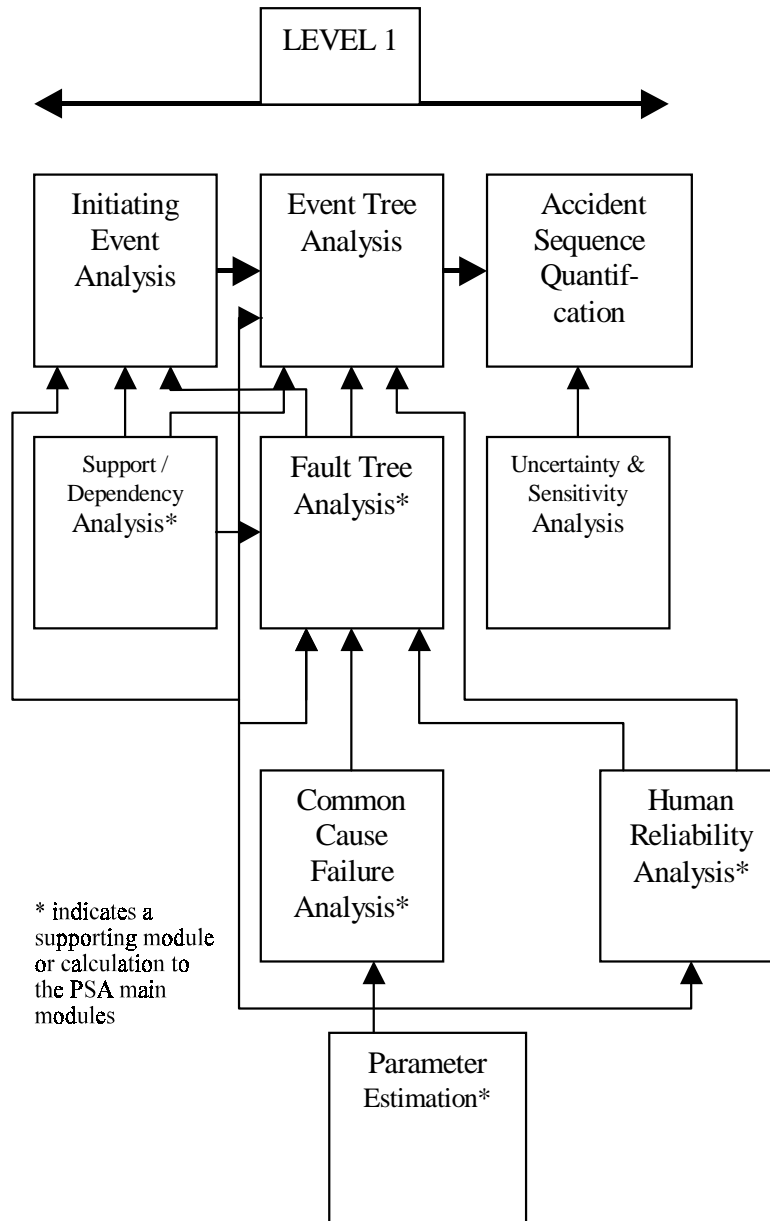 LEVEL 1
Initiating
Event
Analysis
Event Tree
Analysis
Accident
Sequence
Quantif-
cation
Support /
Dependency
Analysis*
Fault Tree
Analysis*
Uncertainty &
Sensitivity
Analysis
Common
Cause
Failure
Analysis*
Human
Reliability
Analysis*
* indicates a
supporting module
or calculation to
the PSA main
modules
Parameter
Estimation*